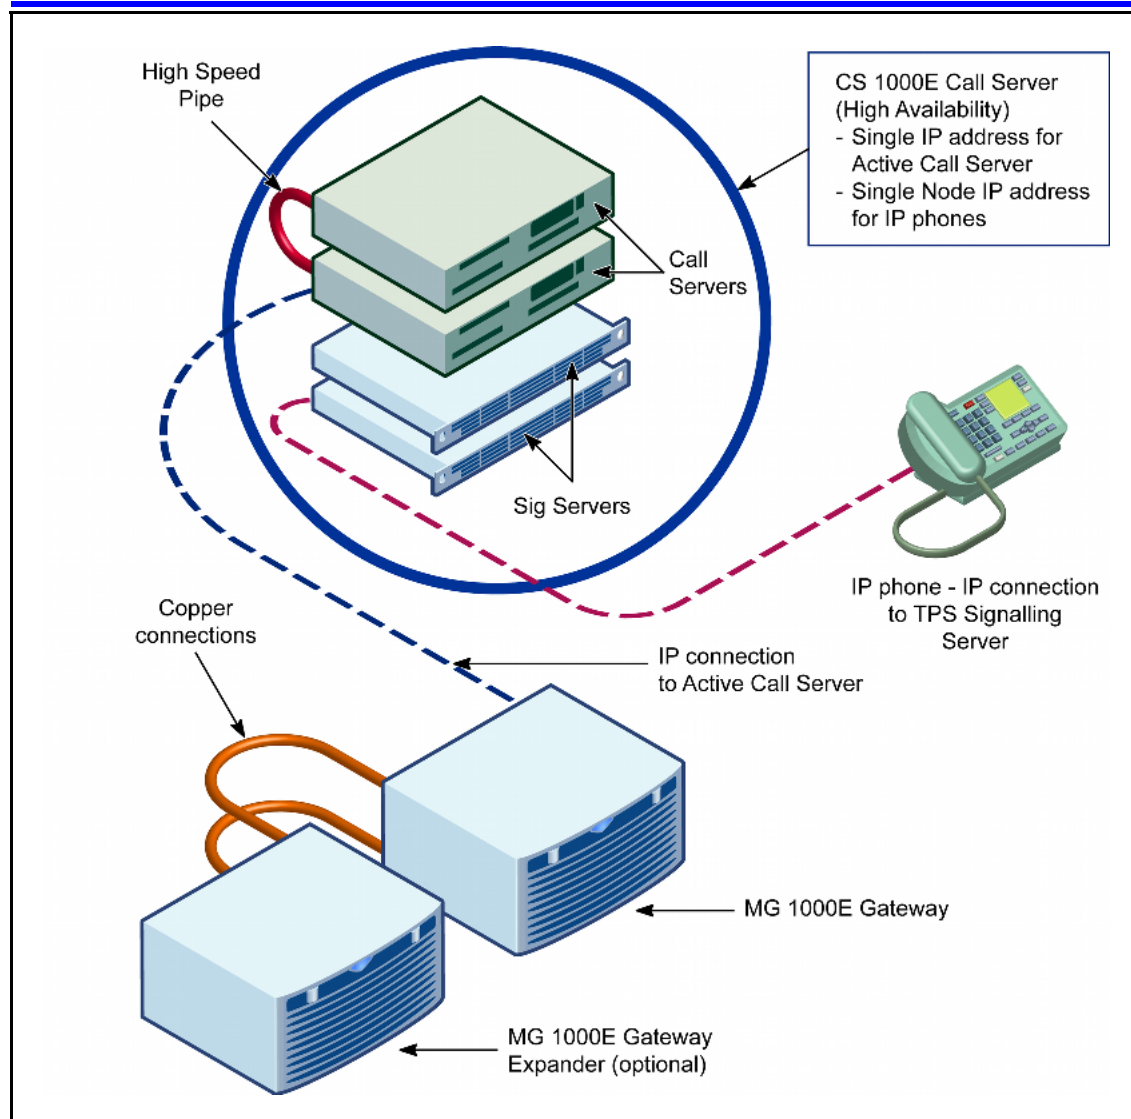 High Speed
Pipe
CS 1000E Call Server
(High Availability)
- Single IP address for
Active Call Server
- Single Node IP address
for IP phones
Call
Servers
Sig Servers
IP phone - IP connection
to TPS Signalling
Server
Copper
connections
IP connection
to Active Call Server
MG 1000E Gateway
MG 1000E Gateway
Expander (optional)